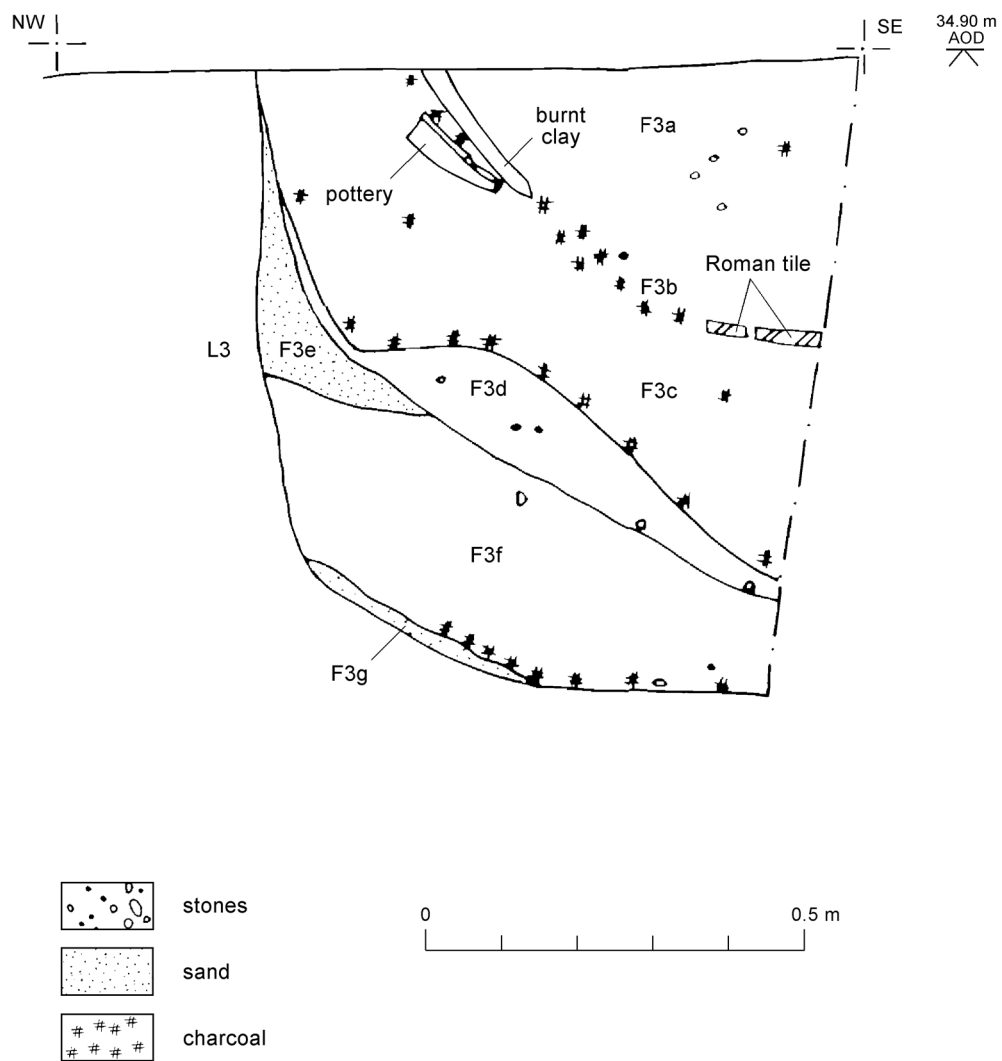 NW
SE
34.90 m
AOD
burnt
clay
F3a
pottery
Roman tile
F3b
L3
F3e
F3d
F3c
F3f
F3g
stones
0
0.5 m
sand
charcoal